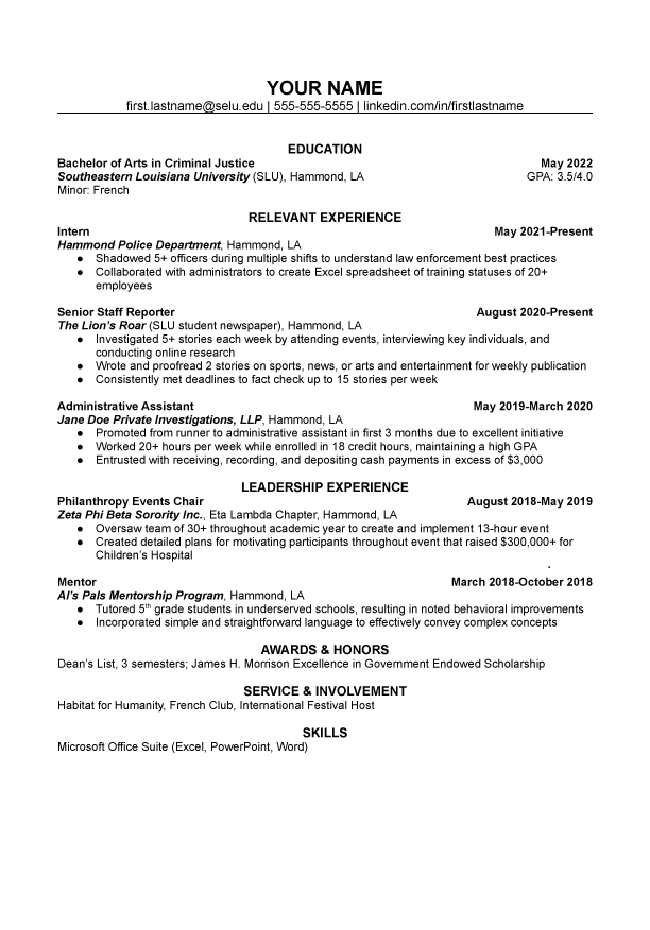 YOUR NAME
first.lastname@selu.edu | 555-555-5555 | linkedin.com/in/firstlastname
EDUCATION
Bachelor of Arts in Criminal Justice May 2022
Southeastern Louisiana University (SLU), Hammond, LA GPA: 3.5/4.0
Minor: French
RELEVANT EXPERIENCE
Intern May 2021-Present
Hammond Police Department, Hammond, LA
● Shadowed 5+ officers during multiple shifts to understand law enforcement best practices
● Collaborated with administrators to create Excel spreadsheet of training statuses of 20+
employees
Senior Staff Reporter August 2020-Present
The Lion's Roar (SLU student newspaper), Hammond, LA
● Investigated 5+ stories each week by attending events, interviewing key individuals, and
conducting online research
● Wrote and proofread 2 stories on sports, news, or arts and entertainment for weekly publication
● Consistently met deadlines to fact check up to 15 stories per week
Administrative Assistant May 2019-March 2020
Jane Doe Private Investigations, LLP, Hammond, LA
● Promoted from runner to administrative assistant in first 3 months due to excellent initiative
● Worked 20+ hours per week while enrolled in 18 credit hours, maintaining a high GPA
● Entrusted with receiving, recording, and depositing cash payments in excess of $3,000
LEADERSHIP EXPERIENCE
Philanthropy Events Chair August 2018-May 2019
Zeta Phi Beta Sorority Inc., Eta Lambda Chapter, Hammond, LA
● Oversaw team of 30+ throughout academic year to create and implement 13-hour event
● Created detailed plans for motivating participants throughout event that raised $300,000+ for
Children's Hospital
.
Mentor March 2018-October 2018
Al's Pals Mentorship Program, Hammond, LA
● Tutored 5th grade students in underserved schools, resulting in noted behavioral improvements
● Incorporated simple and straightforward language to effectively convey complex concepts
AWARDS & HONORS
Dean's List, 3 semesters; James H. Morrison Excellence in Government Endowed Scholarship
SERVICE & INVOLVEMENT
Habitat for Humanity, French Club, International Festival Host
SKILLS
Microsoft Office Suite (Excel, PowerPoint, Word)